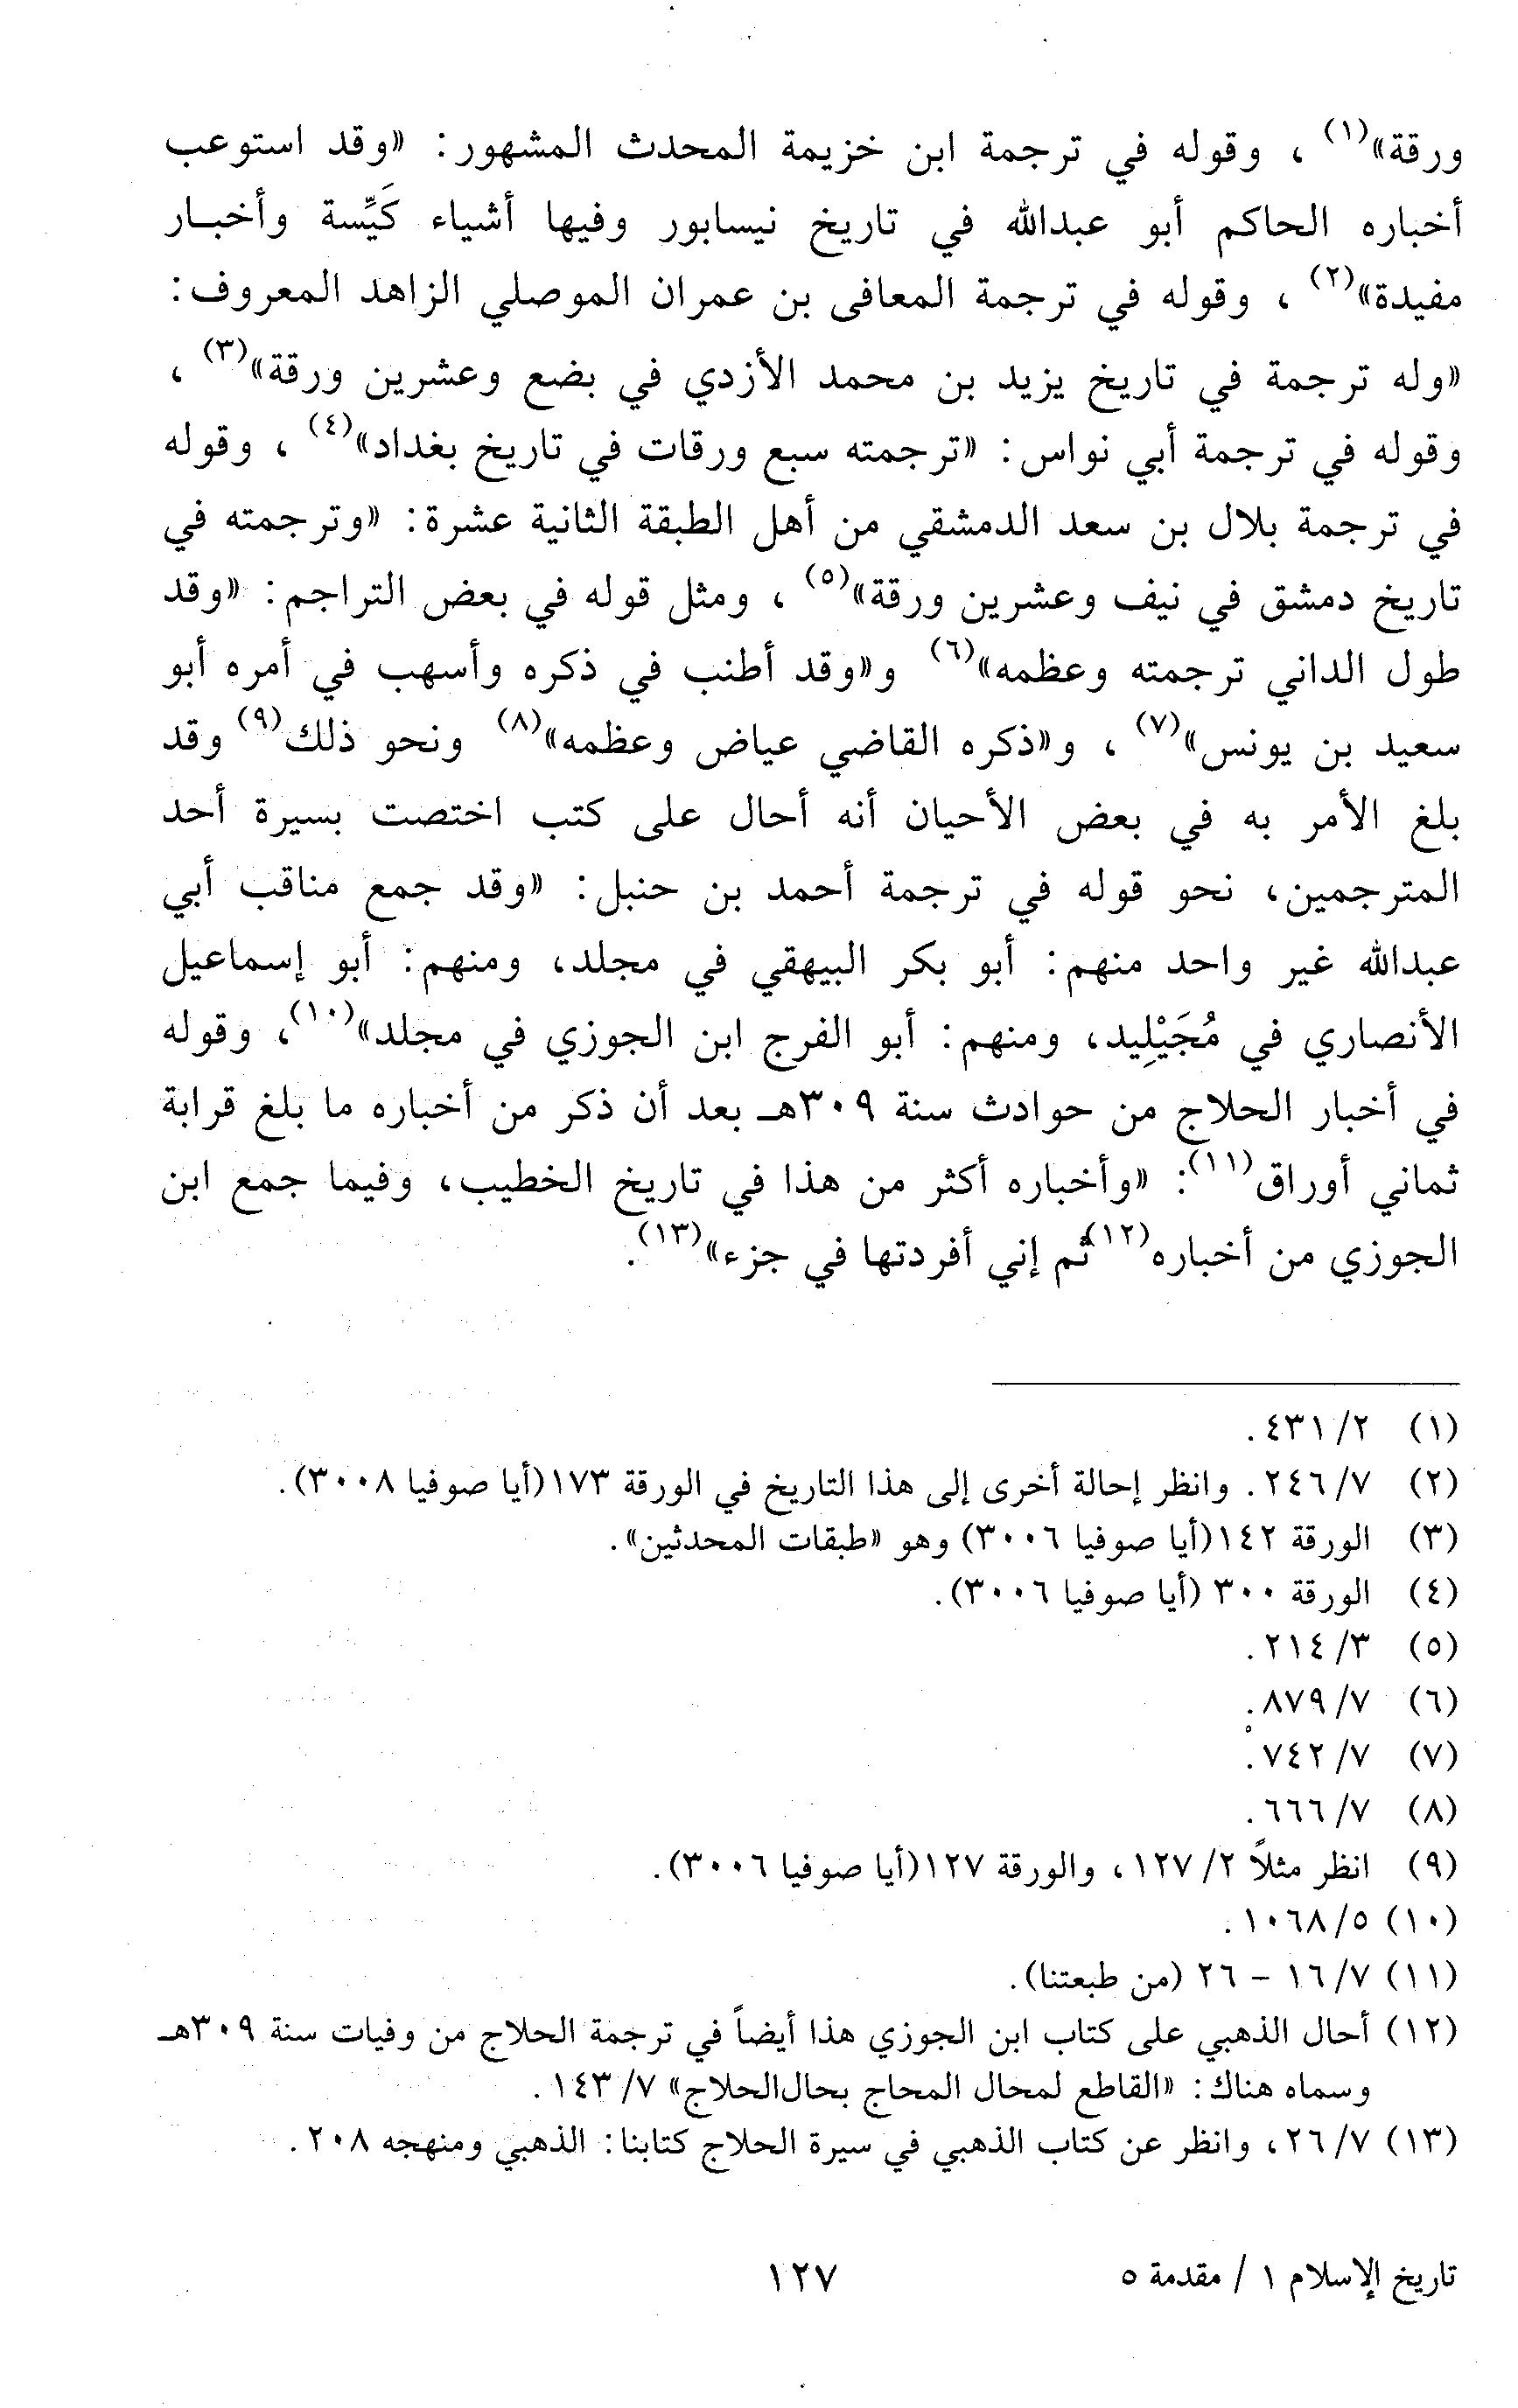 ورقة»(١) ، وقوله في ترجمة ابن خزيمة المحدث المشهور: «وقد استوعب
أخباره الحاكم أبو عبدالله في تاريخ نيسابور وفيها أشياء كَيِّسة وأخبـار
مفيدة»(٢) ، وقوله في ترجمة المعافى بن عمران الموصلي الزاهد المعروف:
«وله ترجمة في تاريخ يزيد بن محمد الأزدي في بضع وعشرين ورقة»(٣) ،
وقوله في ترجمة أبي نواس: «ترجمته سبع ورقات في تاريخ بغداد»(٤) ، وقوله
في ترجمة بلال بن سعد الدمشقي من أهل الطبقة الثانية عشرة: «وترجمته في
تاريخ دمشق في نيف وعشرين ورقة»(٥) ، ومثل قوله في بعض التراجم: «وقد
طول الداني ترجمته وعظمه»(٦) و«وقد أطنب في ذكره وأسهب في أمره أبو
سعيد بن يونس»(٧) ، و«ذكره القاضي عياض وعظمه»(٨) ونحو ذلك(٩) وقد
بلغ الأمر به في بعض الأحيان أنه أحال على كتب اختصت بسيرة أحد
المترجمين، نحو قوله في ترجمة أحمد بن حنبل: «وقد جمع مناقب أبي
عبدالله غير واحد منهم: أبو بكر البيهقي في مجلد، ومنهم: أبو إسماعيل
الأنصاري في مُجَيْلِيد، ومنهم: أبو الفرج ابن الجوزي في مجلد»(١٠)، وقوله
في أخبار الحلاج من حوادث سنة ٣٠٩هـ بعد أن ذكر من أخباره ما بلغ قرابة
ثماني أوراق(١١): «وأخباره أكثر من هذا في تاريخ الخطيب، وفيما جمع ابن
الجوزي من أخباره(١٢) ثم إني أفردتها في جزء»(١٣).
(١) ٢/ ٤٣١ .
(٢) ٧/ ٢٤٦ . وانظر إحالة أخرى إلى هذا التاريخ في الورقة ١٧٣(أيا صوفيا ٣٠٠٨).
(٣) الورقة ١٤٢(أيا صوفيا ٣٠٠٦) وهو «طبقات المحدثين».
(٤) الورقة ٣٠٠ (أيا صوفيا ٣٠٠٦).
(٥) ٣/ ٢١٤ .
(٦) ٧/ ٨٧٩ .
(٧) ٧/ ٧٤٢ .
(٨) ٧/ ٦٦٦ .
(٩) انظر مثلاً ٢/ ١٢٧ ، والورقة ١٢٧(أيا صوفيا ٣٠٠٦).
(١٠) ٥/ ١٠٦٨ .
(١١) ٧/ ١٦ - ٢٦ (من طبعتنا).
(١٢) أحال الذهبي على كتاب ابن الجوزي هذا أيضاً في ترجمة الحلاج من وفيات سنة ٣٠٩هـ
وسماه هناك: «القاطع لمحال المحاج بحال الحلاج» ٧/ ١٤٣ .
(١٣) ٧/ ٢٦، وانظر عن كتاب الذهبي في سيرة الحلاج كتابنا: الذهبي ومنهجه ٢٠٨ .
تاريخ الإسلام ١ / مقدمة ٥
١٢٧